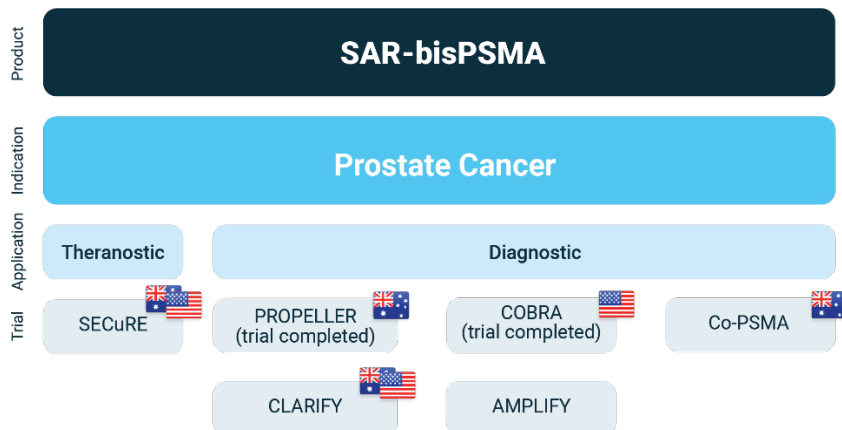 Product
SAR-bisPSMA
Indication
Prostate Cancer
Application
Theranostic
Diagnostic
Trial
SECuRE
PROPELLER
(trial completed)
COBRA
(trial completed)
Co-PSMA
CLARIFY
AMPLIFY